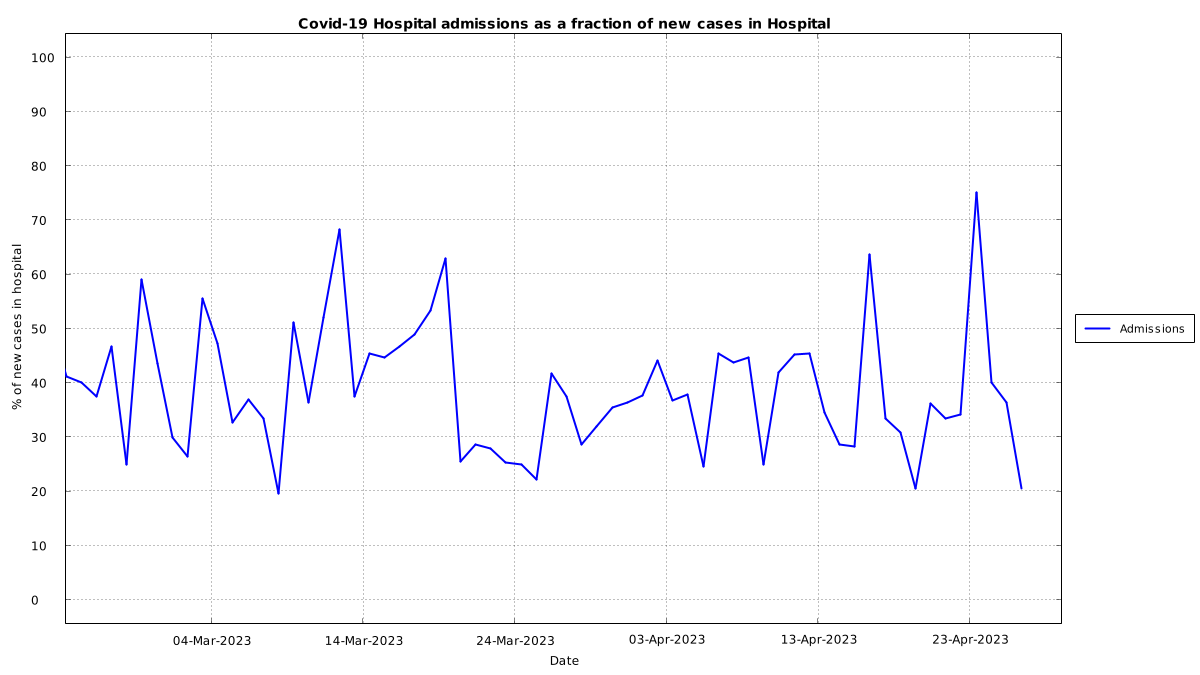 Covid-19 Hospital admissions as a fraction of new cases in Hospital
100
90
80
70
60
50
40
30
20
10
0
% of new cases in hospital
04-Mar-2023
14-Mar-2023
24-Mar-2023
03-Apr-2023
13-Apr-2023
23-Apr-2023
Date
Admissions